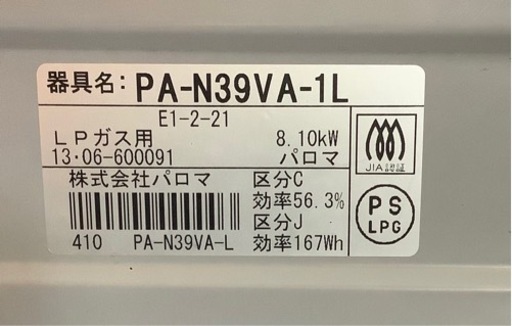 器具名: PA-N39VA-1L
E1-2-21
LPガス用 8.10kW
13・06-600091 パロマ
JIA認証
株式会社パロマ 区分C
効率56.3%
区分J
410 PA-N39VA-L 効率167Wh
PS
LPG